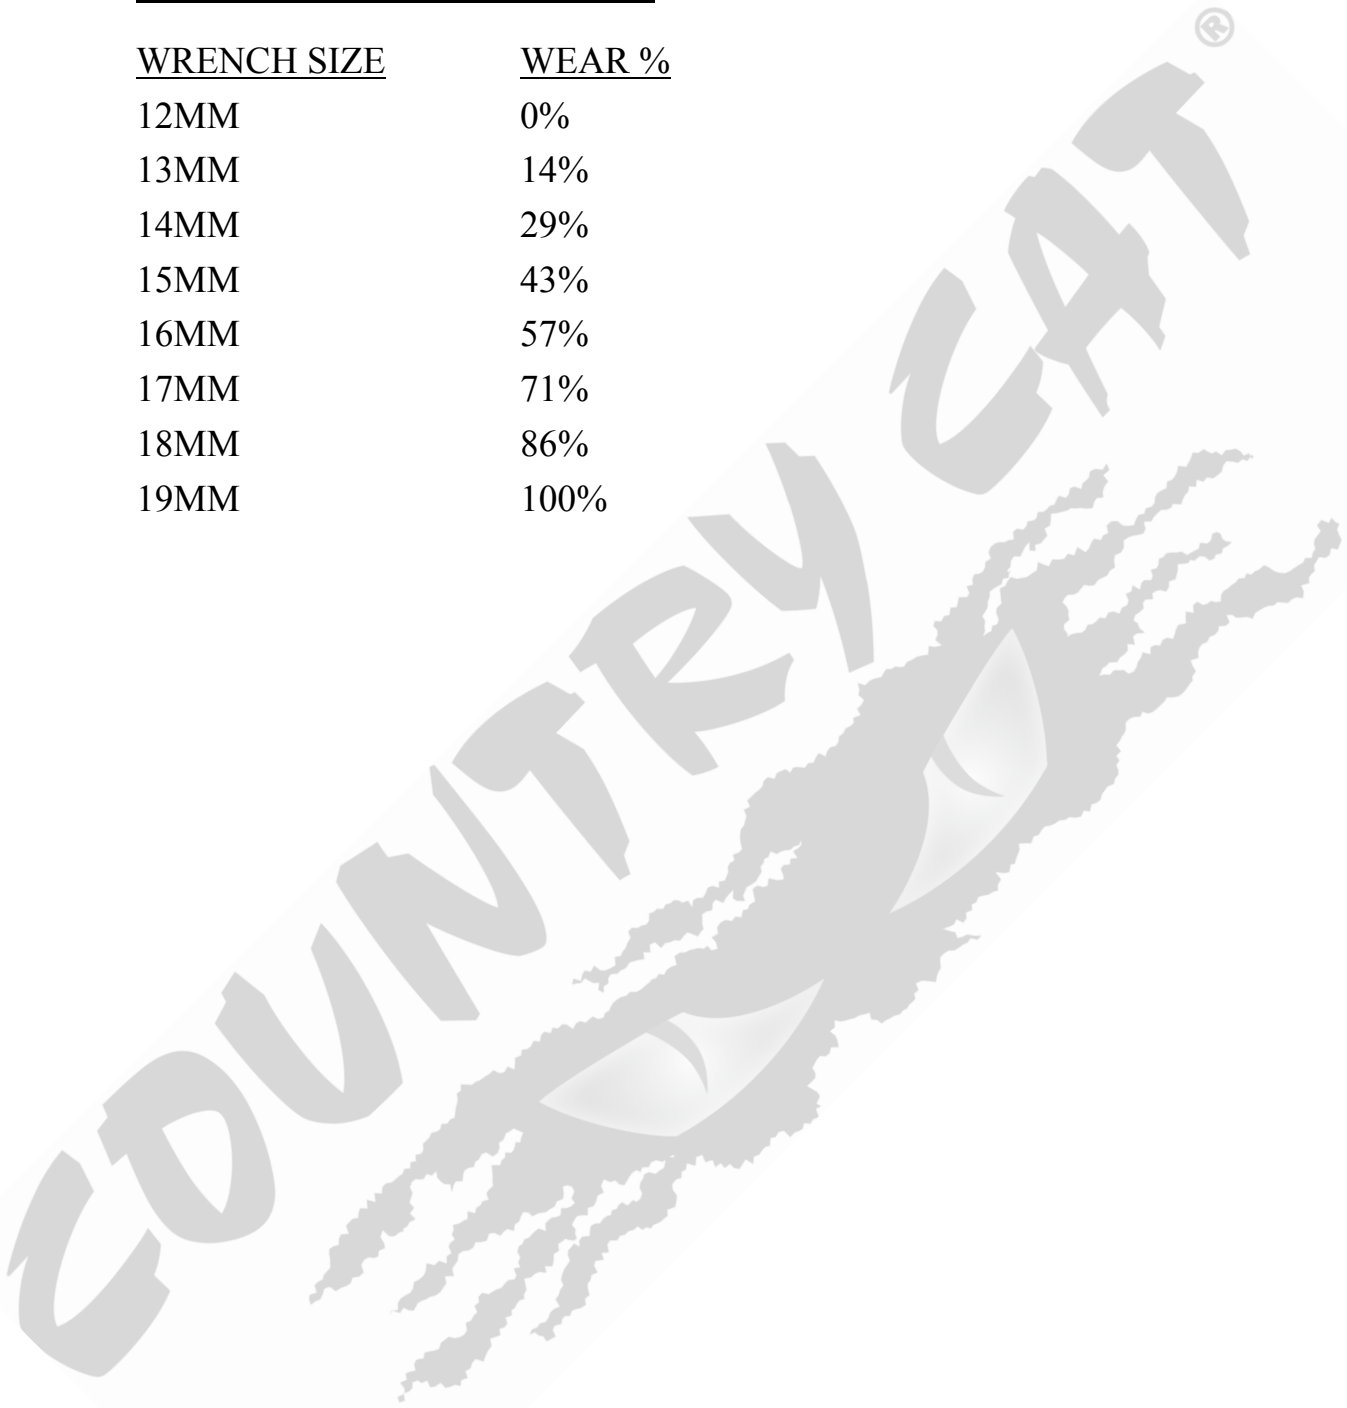 WRENCH SIZE WEAR %
12MM 0%
13MM 14%
14MM 29%
15MM 43%
16MM 57%
17MM 71%
18MM 86%
19MM 100%
COUNTRY CAT ®